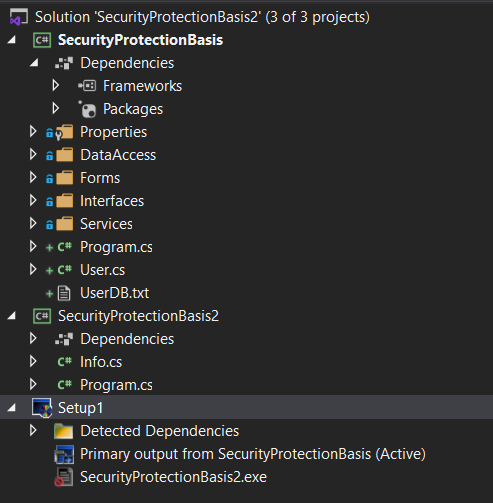 Solution 'SecurityProtectionBasis2' (3 of 3 projects)
C# SecurityProtectionBasis
Dependencies
Frameworks
Packages
Properties
DataAccess
Forms
Interfaces
Services
+ C# Program.cs
+ C# User.cs
+ UserDB.txt
C# SecurityProtectionBasis2
Dependencies
C# Info.cs
C# Program.cs
Setup1
Detected Dependencies
Primary output from SecurityProtectionBasis (Active)
SecurityProtectionBasis2.exe